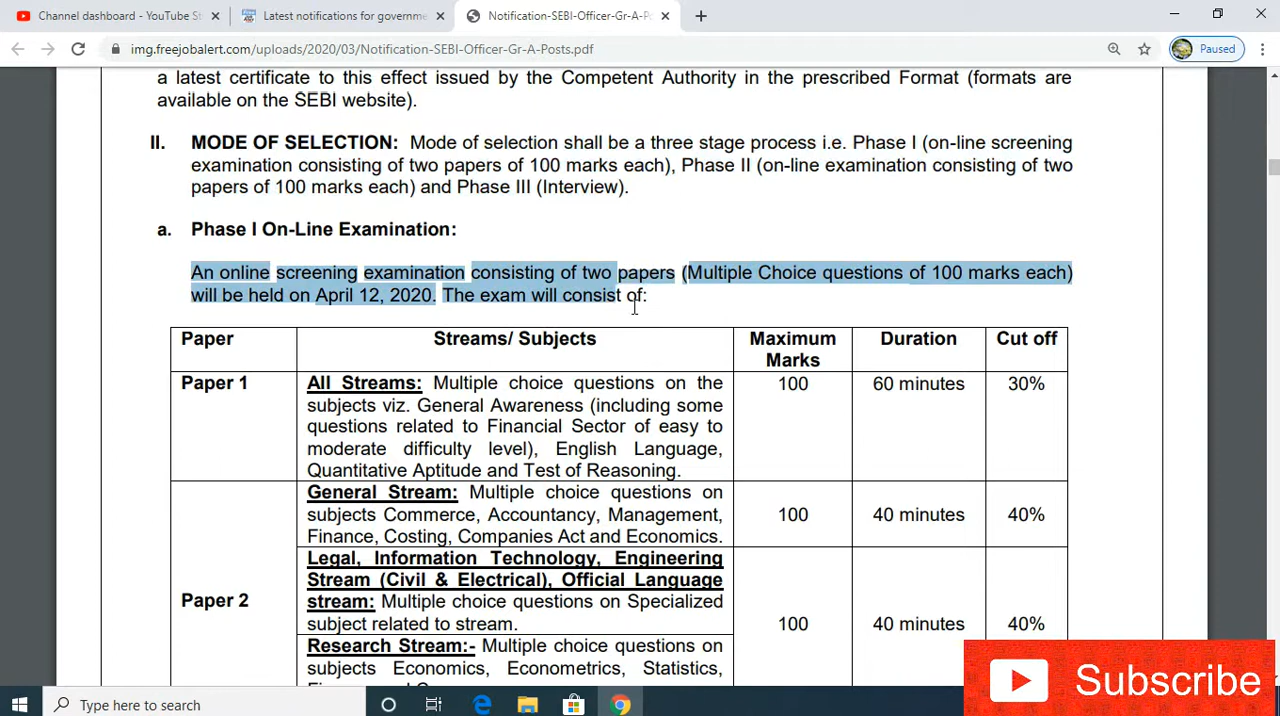 Channel dashboard - YouTube St
Latest notifications for governme
Notification-SEBI-Officer-Gr-A-Po
img.freejobalert.com/uploads/2020/03/Notification-SEBI-Officer-Gr-A-Posts.pdf
Paused
a latest certificate to this effect issued by the Competent Authority in the prescribed Format (formats are
available on the SEBI website).
II. MODE OF SELECTION: Mode of selection shall be a three stage process i.e. Phase I (on-line screening
examination consisting of two papers of 100 marks each), Phase II (on-line examination consisting of two
papers of 100 marks each) and Phase III (Interview).
a. Phase I On-Line Examination:
An online screening examination consisting of two papers (Multiple Choice questions of 100 marks each)
will be held on April 12, 2020. The exam will consist of:
Paper Streams/ Subjects Maximum Duration Cut off
Marks
Paper 1 All Streams: Multiple choice questions on the 100 60 minutes 30%
subjects viz. General Awareness (including some
questions related to Financial Sector of easy to
moderate difficulty level), English Language,
Quantitative Aptitude and Test of Reasoning.
General Stream: Multiple choice questions on
subjects Commerce, Accountancy, Management, 100 40 minutes 40%
Finance, Costing, Companies Act and Economics.
Legal, Information Technology, Engineering
Stream (Civil & Electrical), Official Language
Paper 2 stream: Multiple choice questions on Specialized
subject related to stream. 100 40 minutes 40%
Research Stream:- Multiple choice questions on
subjects Economics, Econometrics, Statistics,
Subscribe
Type here to search